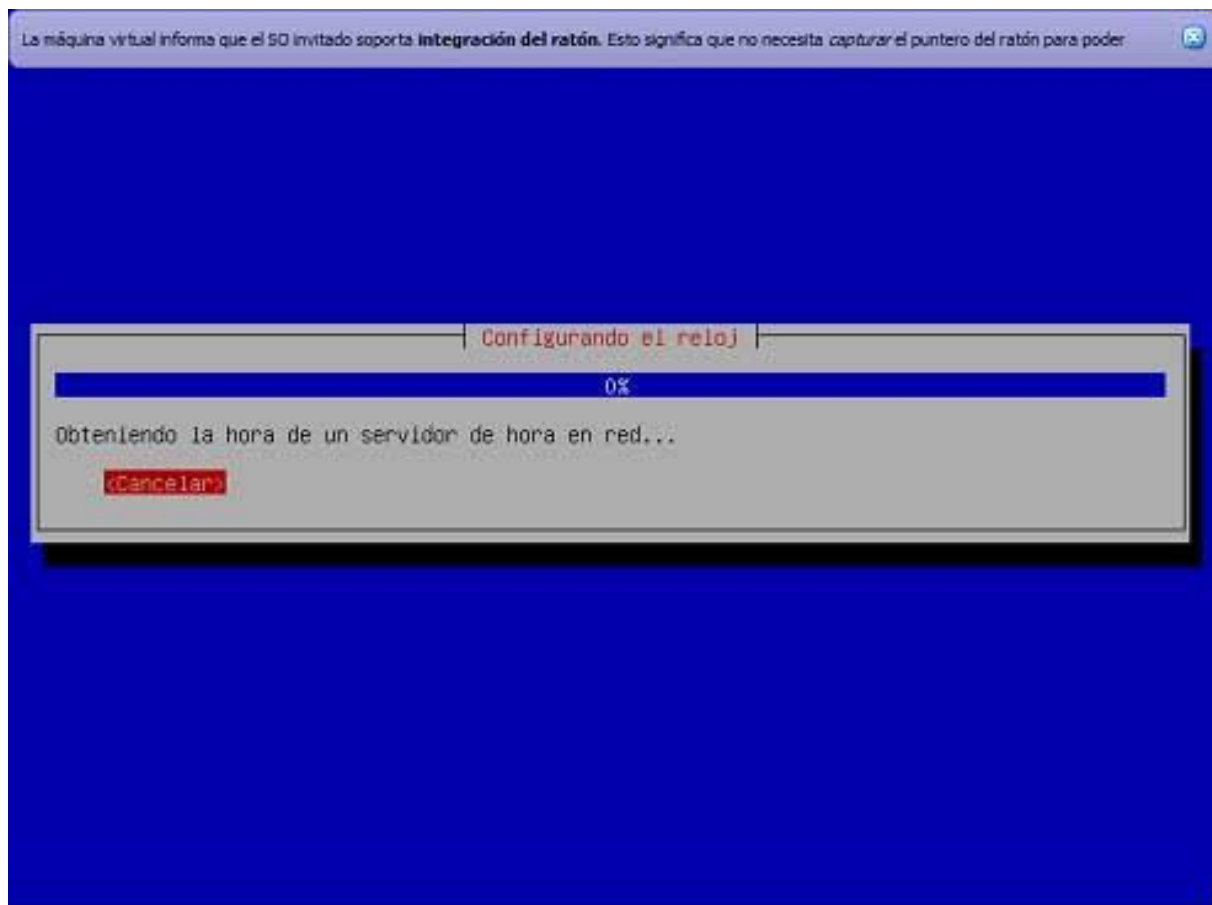 La máquina virtual informa que el SO invitado soporta integración del ratón. Esto significa que no necesita capturar el puntero del ratón para poder
Configurando el reloj
0%
Obteniendo la hora de un servidor de hora en red...
<Cancelar>